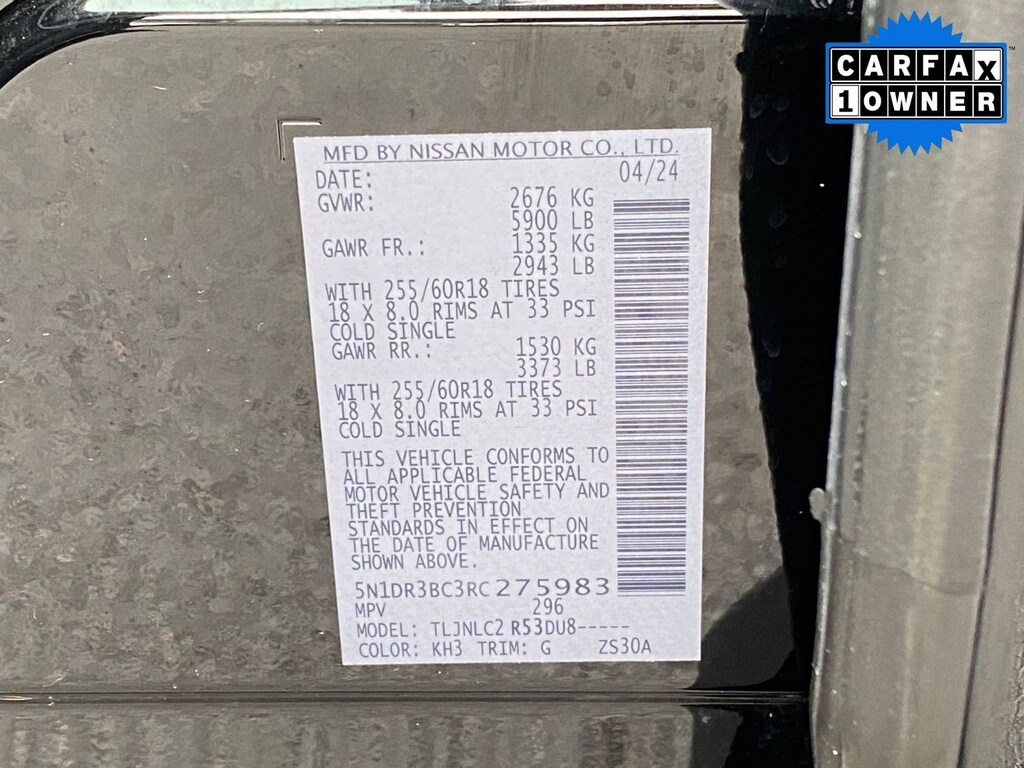 CARFAX™
1 OWNER
MFD BY NISSAN MOTOR CO., LTD.
DATE: 04/24
GVWR: 2676 KG
5900 LB
GAWR FR.: 1335 KG
2943 LB
WITH 255/60R18 TIRES
18 X 8.0 RIMS AT 33 PSI
COLD SINGLE
GAWR RR.: 1530 KG
3373 LB
WITH 255/60R18 TIRES
18 X 8.0 RIMS AT 33 PSI
COLD SINGLE
THIS VEHICLE CONFORMS TO
ALL APPLICABLE FEDERAL
MOTOR VEHICLE SAFETY AND
THEFT PREVENTION
STANDARDS IN EFFECT ON
THE DATE OF MANUFACTURE
SHOWN ABOVE.
5N1DR3BC3RC275983
MPV 296
MODEL: TLJNLC2 R53DU8-----
COLOR: KH3 TRIM: G ZS30A